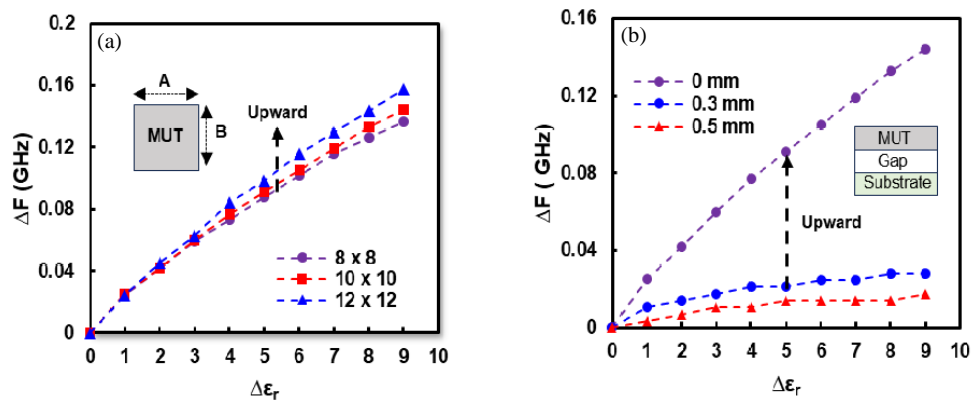 (a)
0.2
0.16
0.12
0.08
0.04
0
0 1 2 3 4 5 6 7 8 9 10
ΔF (GHz)
Δεr
A
B
MUT
Upward
8 x 8
10 x 10
12 x 12
(b)
0.16
0.12
0.08
0.04
0
0 1 2 3 4 5 6 7 8 9 10
ΔF ( GHz)
Δεr
0 mm
0.3 mm
0.5 mm
MUT
Gap
Substrate
Upward